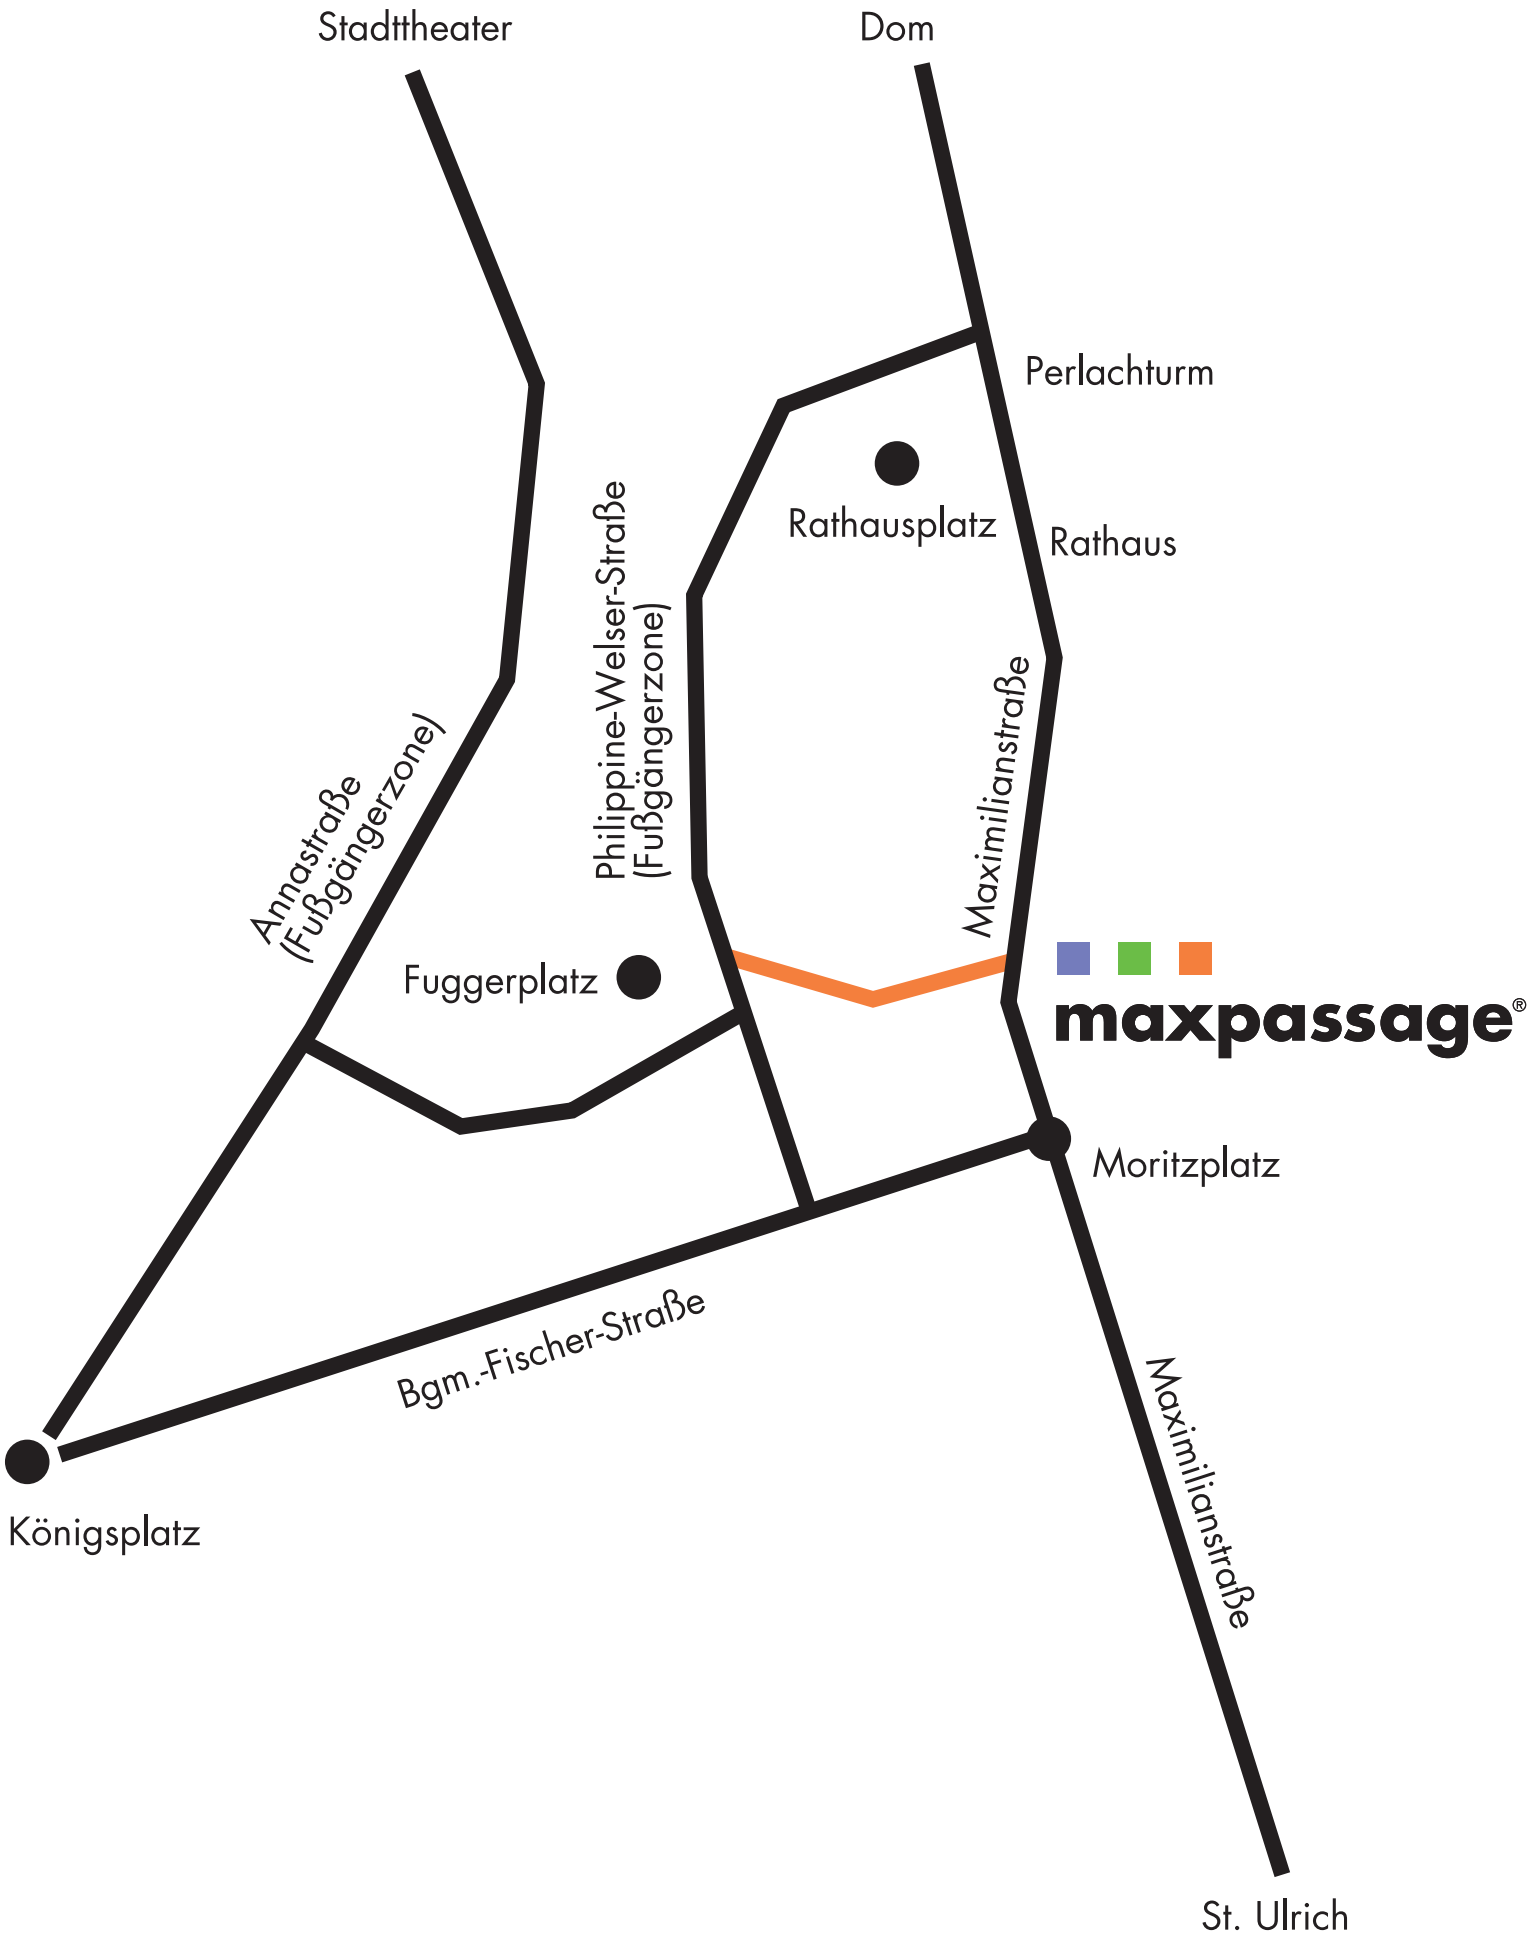 Stadttheater
Dom
Perlachturm
Rathausplatz
Rathaus
Philippine-Welser-Straße
(Fußgängerzone)
Maximilianstraße
Annastraße
(Fußgängerzone)
Fuggerplatz
maxpassage®
Moritzplatz
Bgm.-Fischer-Straße
Maximilianstraße
Königsplatz
St. Ulrich